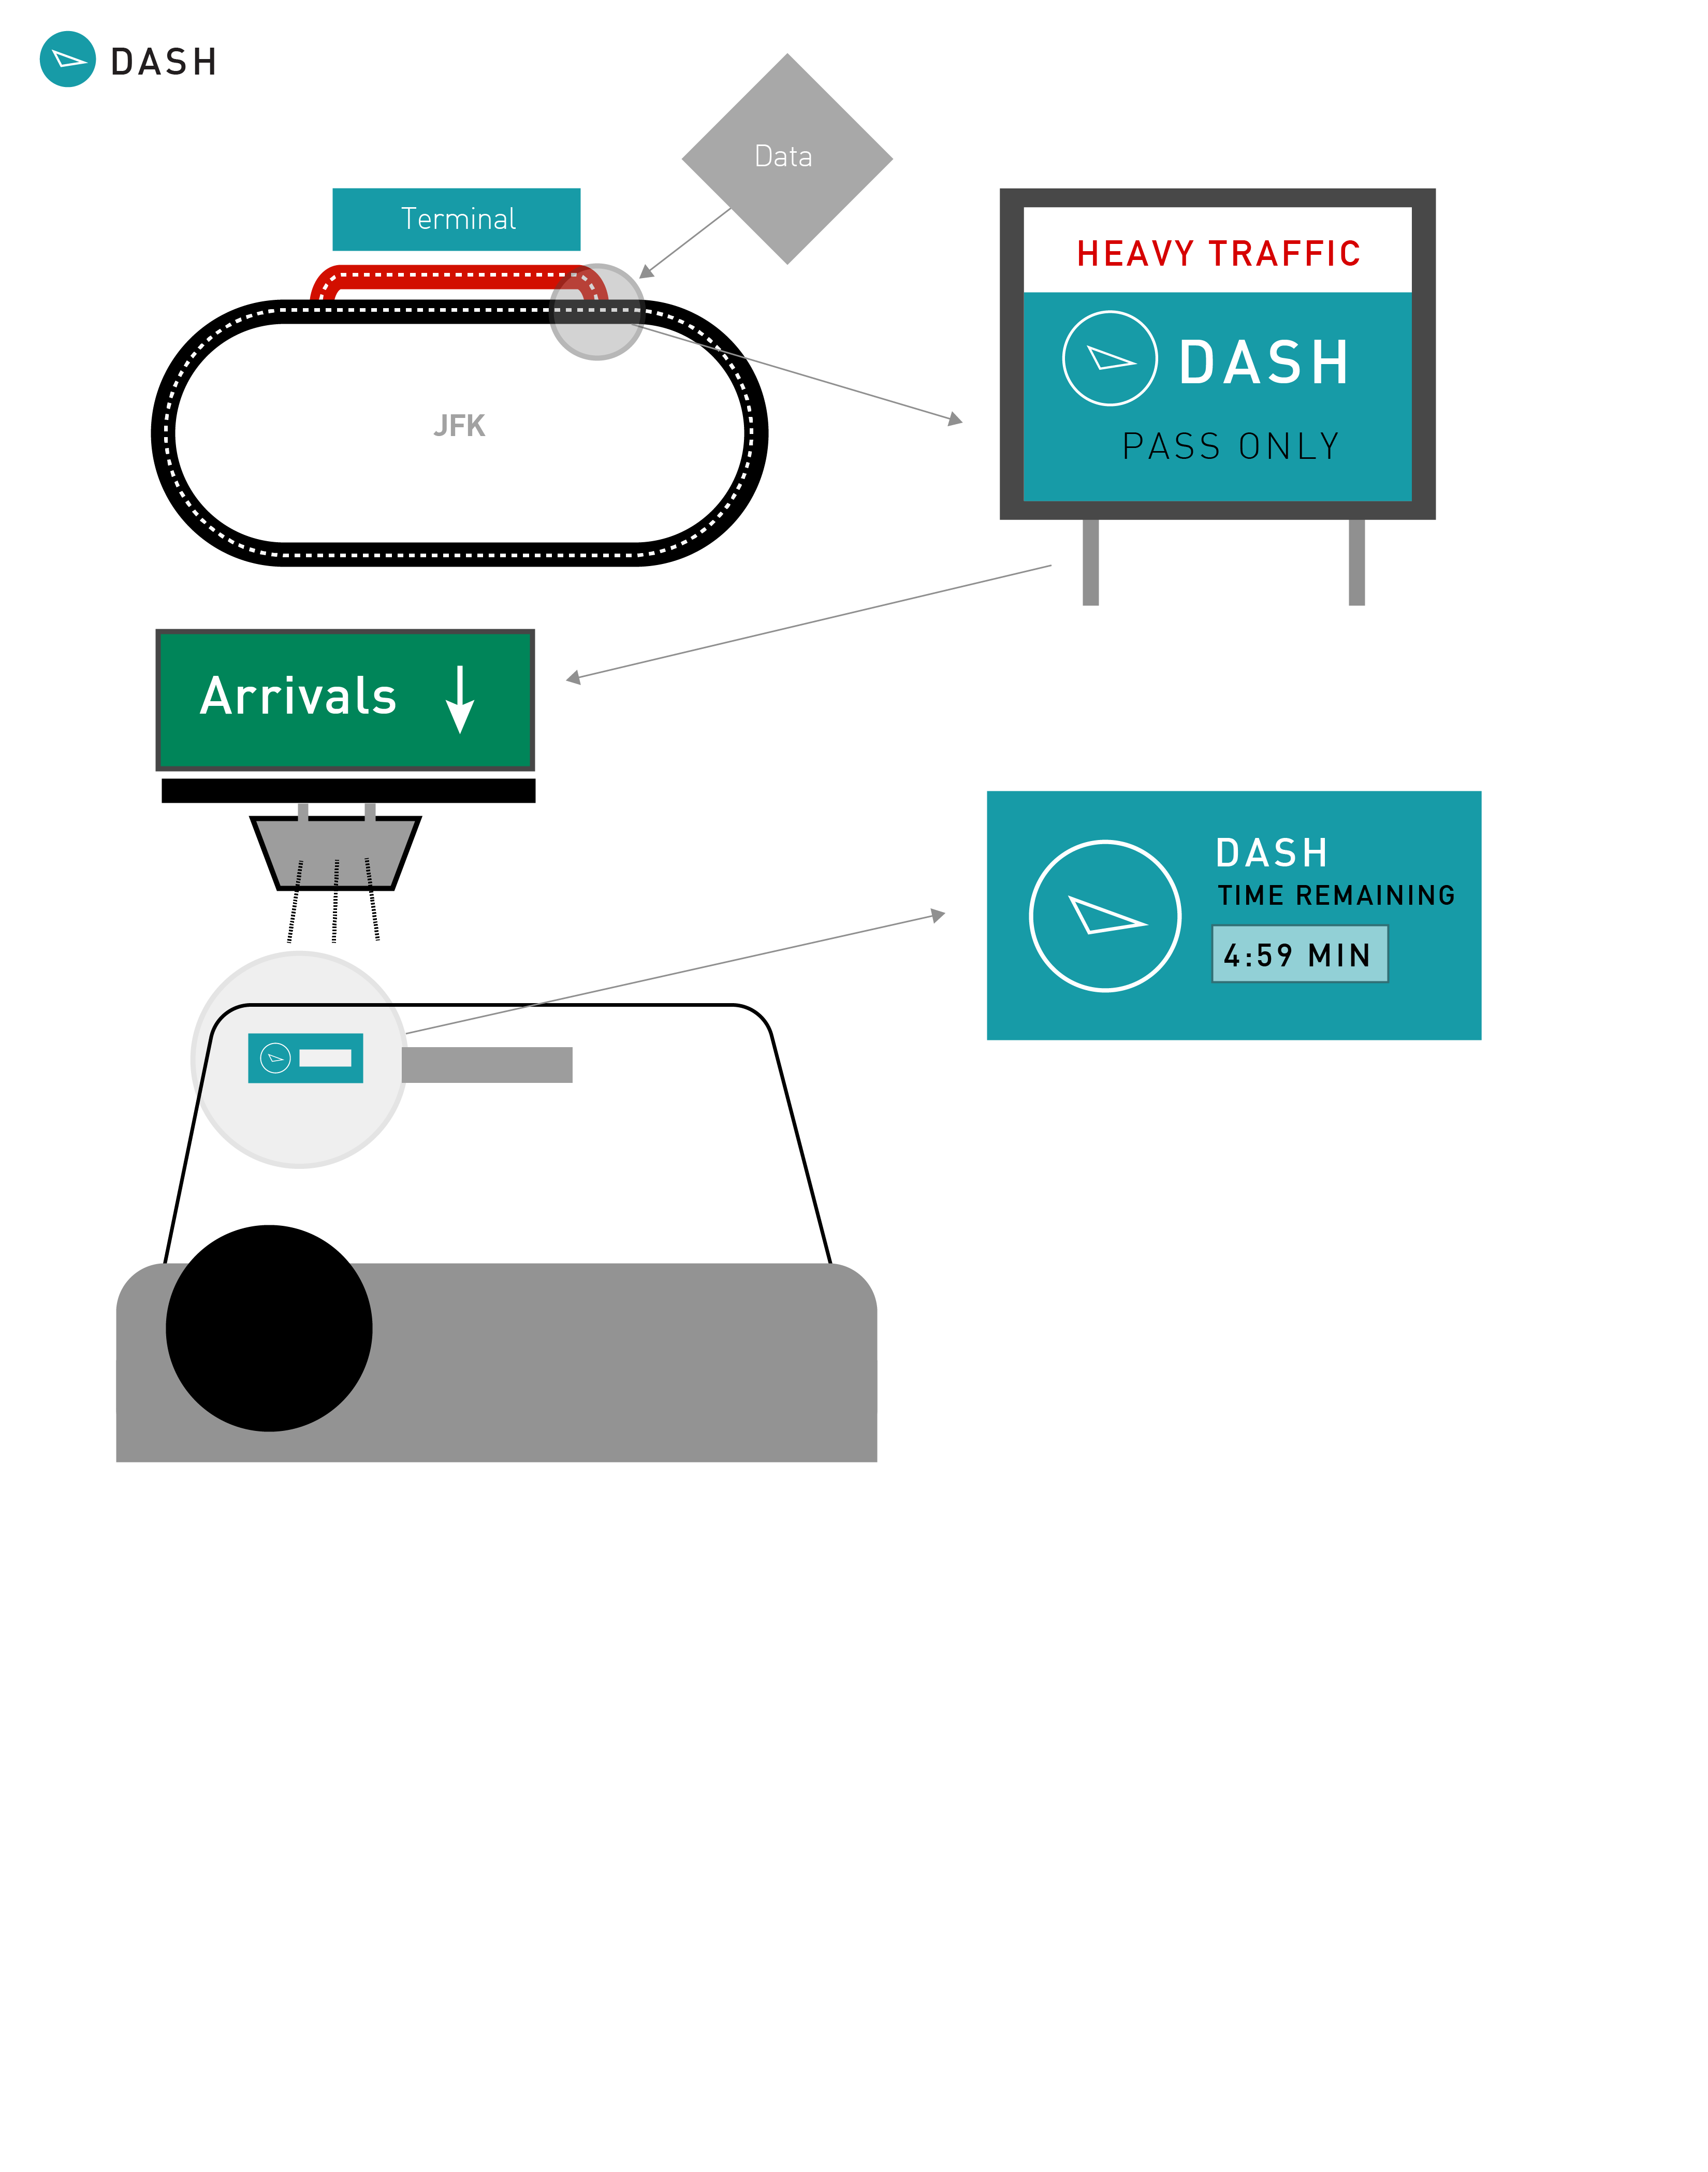 DASH
Data
Terminal
HEAVY TRAFFIC
DASH
PASS ONLY
JFK
Arrivals
DASH
TIME REMAINING
4:59 MIN